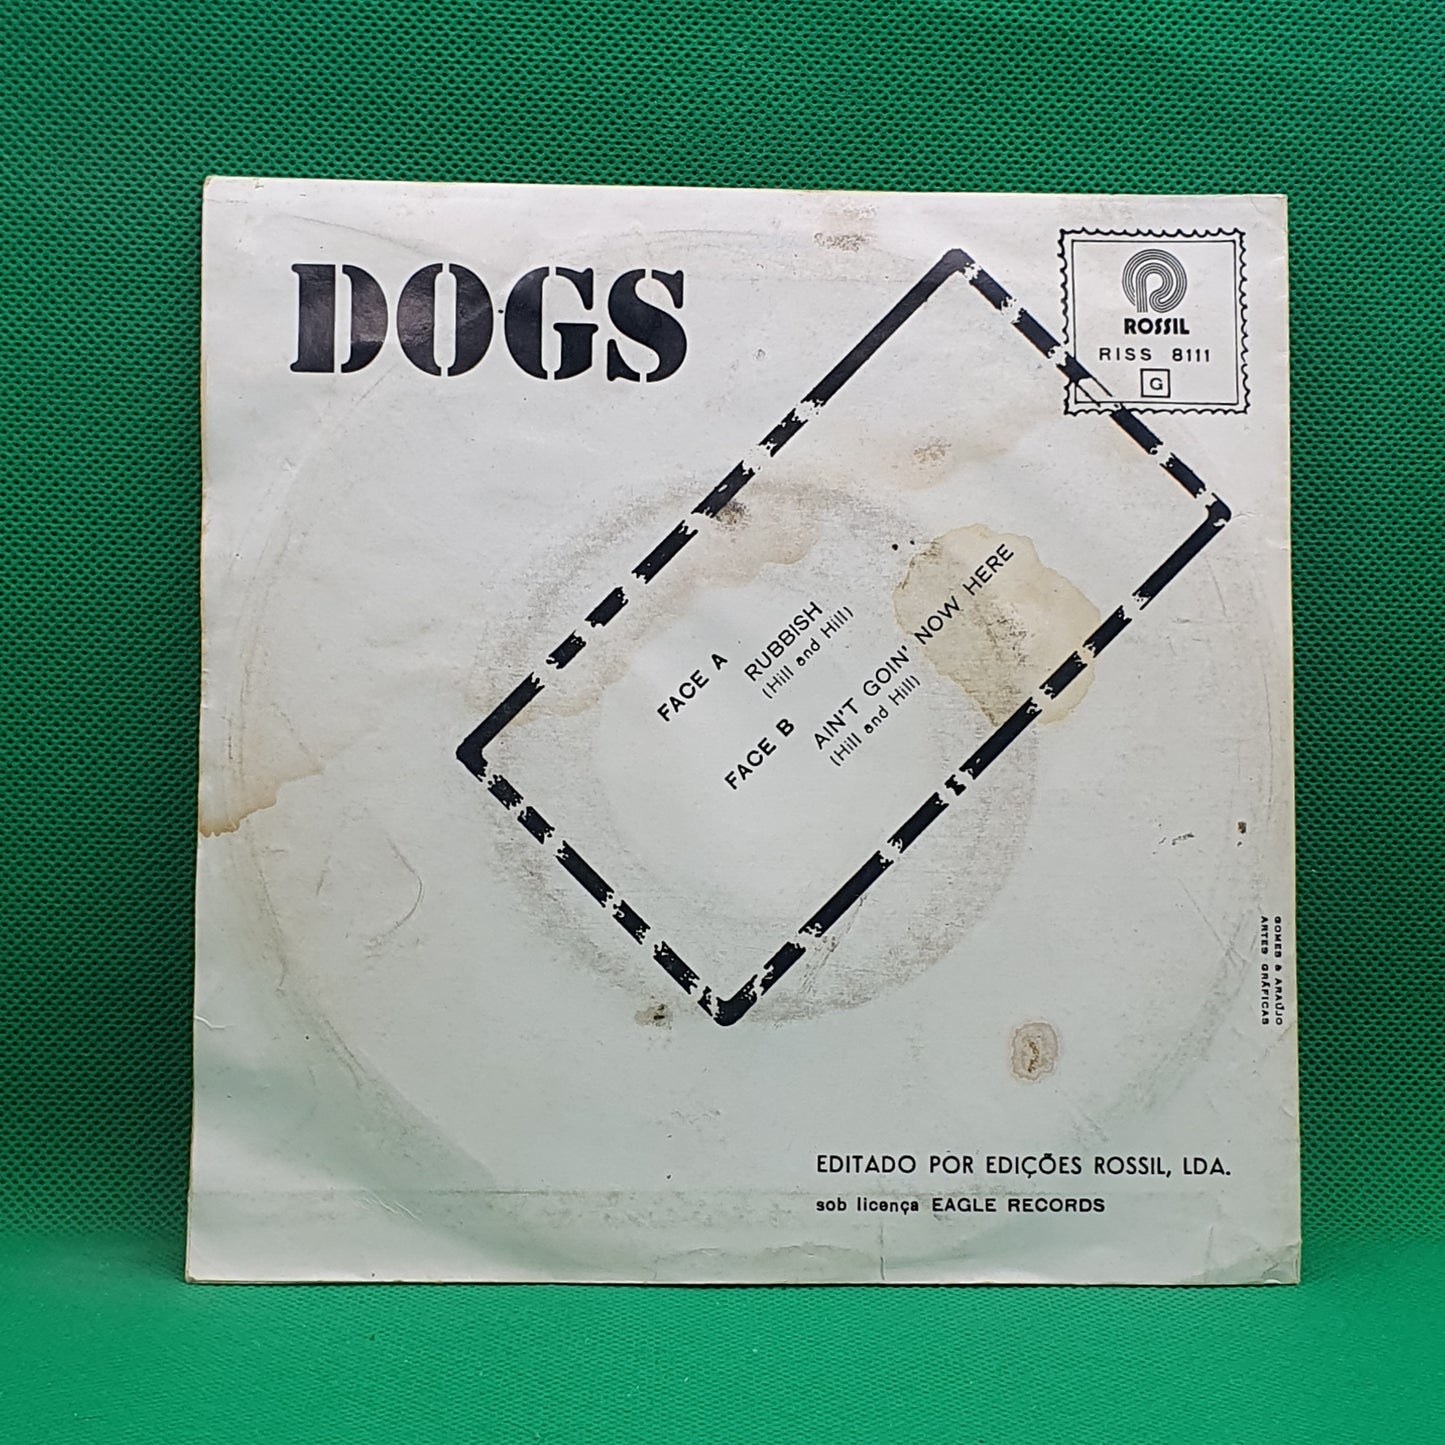 DOGS
ROSSIL
RISS 8111
G
FACE A
RUBBISH
(Hill and Hill)
FACE B
AIN'T GOIN' NOW HERE
(Hill and Hill)
GOMES & ARAÚJO
ARTES GRÁFICAS
EDITADO POR EDIÇÕES ROSSIL, LDA.
sob licença EAGLE RECORDS